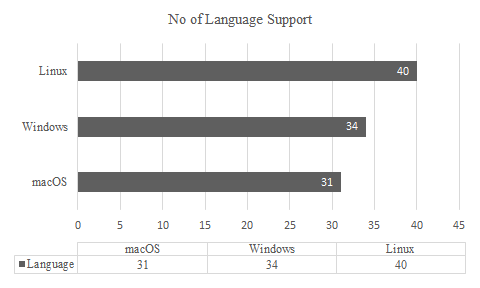 No of Language Support
Linux 40
Windows 34
macOS 31
0 5 10 15 20 25 30 35 40 45
macOS Windows Linux
Language 31 34 40